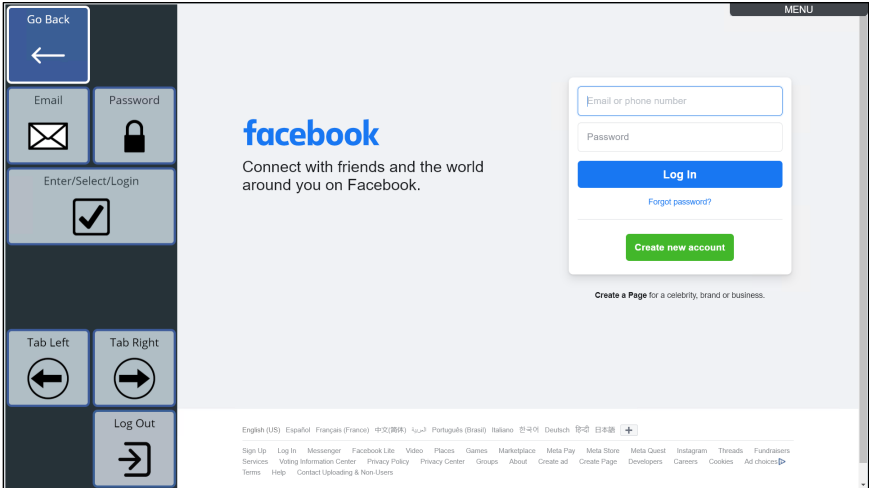 Go Back
MENU
Email
Password
Enter/Select/Login
Tab Left
Tab Right
Log Out
facebook
Connect with friends and the world
around you on Facebook.
Email or phone number
Password
Log In
Forgot password?
Create new account
Create a Page for a celebrity, brand or business.
English (US) Español Français (France) 中文(简体) العربية Português (Brasil) Italiano 한국어 Deutsch हिन्दी 日本語 +
Sign Up Log In Messenger Facebook Lite Video Places Games Marketplace Meta Pay Meta Store Meta Quest Instagram Threads Fundraisers
Services Voting Information Center Privacy Policy Privacy Center Groups About Create ad Create Page Developers Careers Cookies Ad choices
Terms Help Contact Uploading & Non-Users